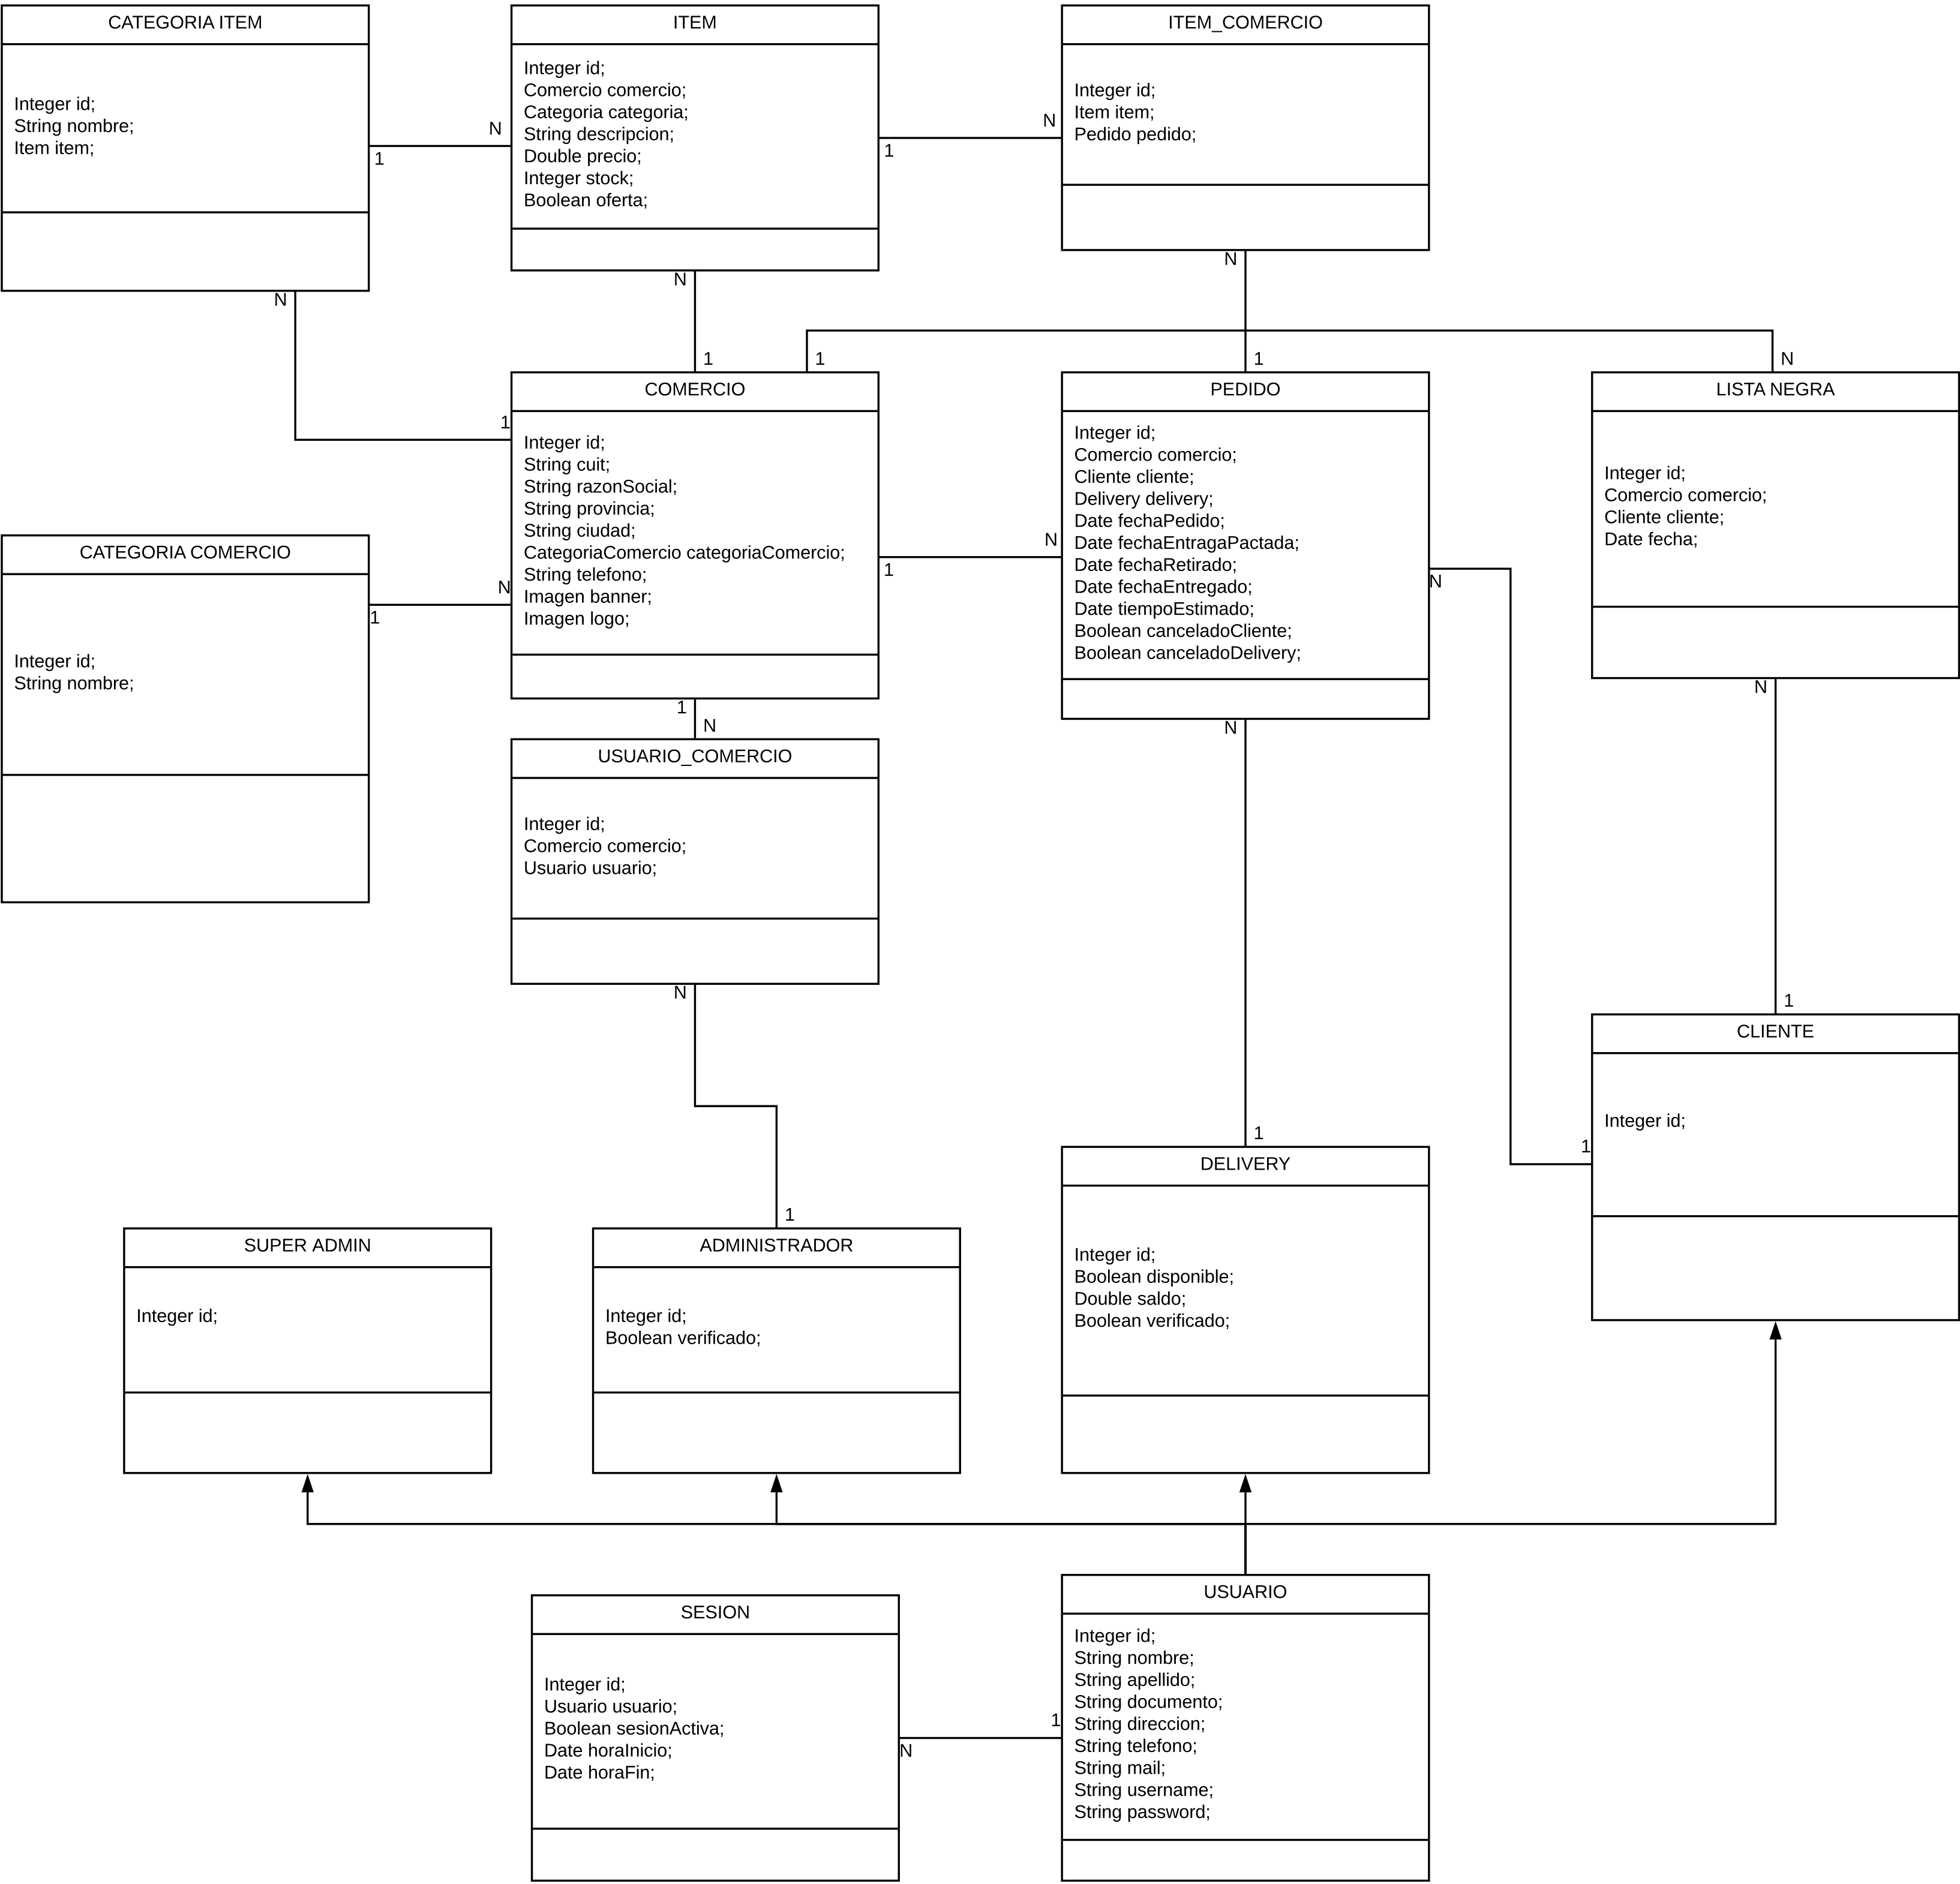 CATEGORIA ITEM
Integer id;
String nombre;
Item item;
1
N
N
ITEM
Integer id;
Comercio comercio;
Categoria categoria;
String descripcion;
Double precio;
Integer stock;
Boolean oferta;
1
N
N
ITEM_COMERCIO
Integer id;
Item item;
Pedido pedido;
N
1
1
1
N
COMERCIO
Integer id;
String cuit;
String razonSocial;
String provincia;
String ciudad;
CategoriaComercio categoriaComercio;
String telefono;
Imagen banner;
Imagen logo;
1
N
1
N
1
PEDIDO
Integer id;
Comercio comercio;
Cliente cliente;
Delivery delivery;
Date fechaPedido;
Date fechaEntragaPactada;
Date fechaRetirado;
Date fechaEntregado;
Date tiempoEstimado;
Boolean canceladoCliente;
Boolean canceladoDelivery;
N
N
LISTA NEGRA
Integer id;
Comercio comercio;
Cliente cliente;
Date fecha;
N
CATEGORIA COMERCIO
Integer id;
String nombre;
1
N
USUARIO_COMERCIO
Integer id;
Comercio comercio;
Usuario usuario;
N
1
CLIENTE
Integer id;
1
1
DELIVERY
Integer id;
Boolean disponible;
Double saldo;
Boolean verificado;
SUPER ADMIN
Integer id;
1
ADMINISTRADOR
Integer id;
Boolean verificado;
SESION
Integer id;
Usuario usuario;
Boolean sesionActiva;
Date horaInicio;
Date horaFin;
N
1
USUARIO
Integer id;
String nombre;
String apellido;
String documento;
String direccion;
String telefono;
String mail;
String username;
String password;